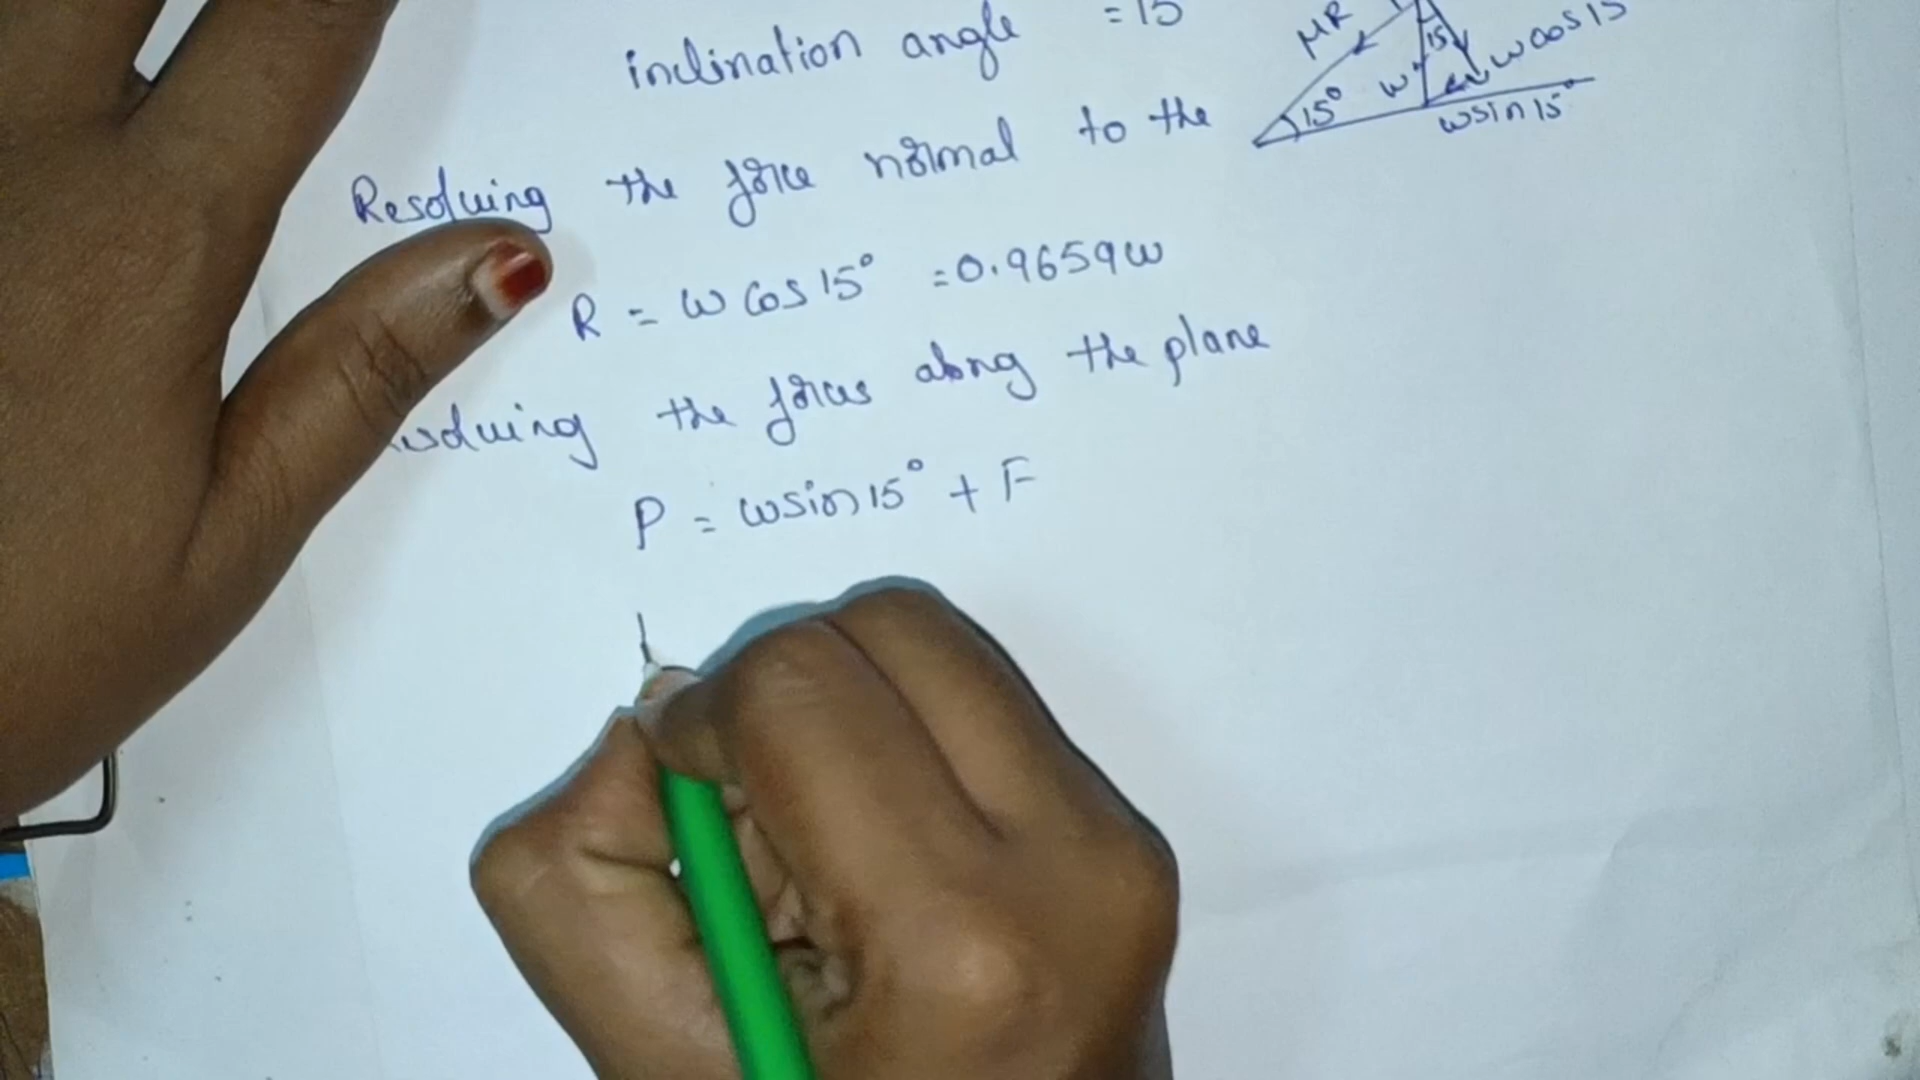 inclination angle = 15
μR
15
w cos 15
w
15°
w sin 15°
Resolving the force normal to the
R = w cos 15° = 0.9659w
the forces along the plane
P = w sin 15° + F